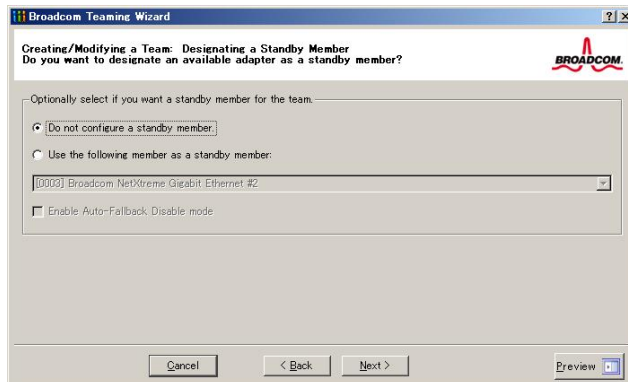 Broadcom Teaming Wizard
Creating/Modifying a Team: Designating a Standby Member
Do you want to designate an available adapter as a standby member?
BROADCOM.
Optionally select if you want a standby member for the team.
Do not configure a standby member.
Use the following member as a standby member:
[0003] Broadcom NetXtreme Gigabit Ethernet #2
Enable Auto-Fallback Disable mode
Cancel
< Back
Next >
Preview